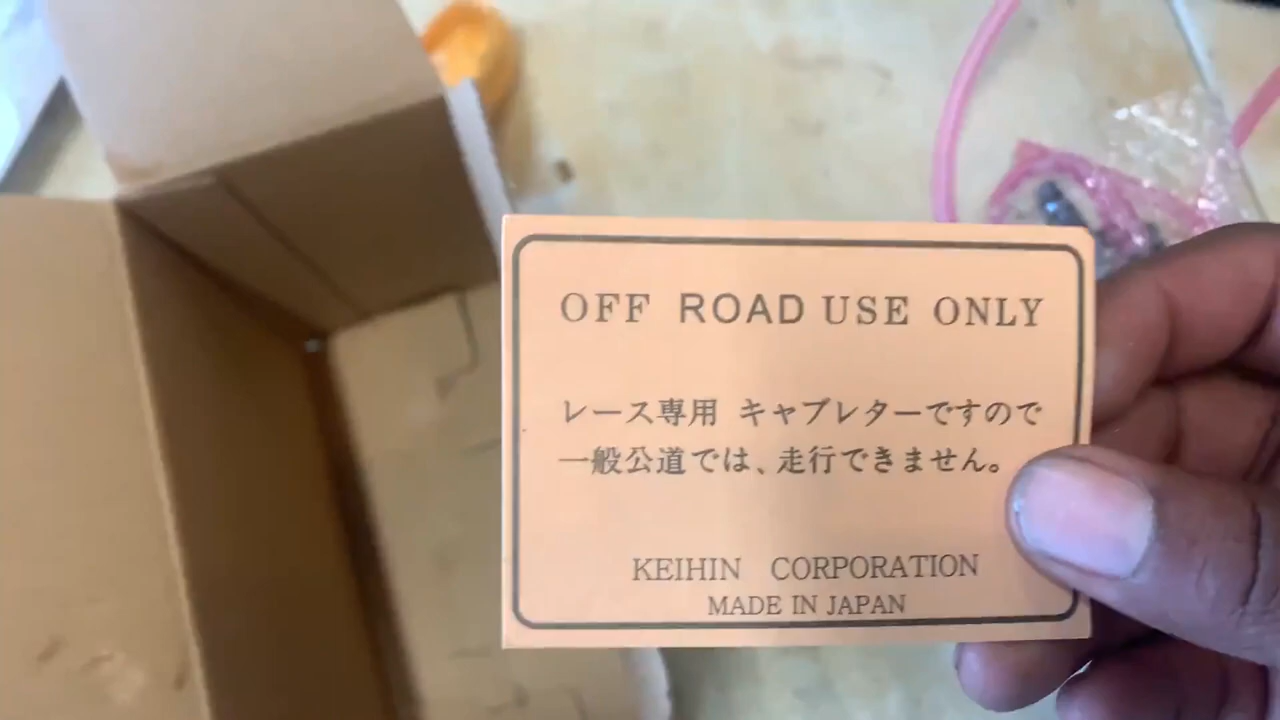 OFF ROAD USE ONLY
レース専用 キャブレターですので
一般公道では、走行できません。
KEIHIN CORPORATION
MADE IN JAPAN